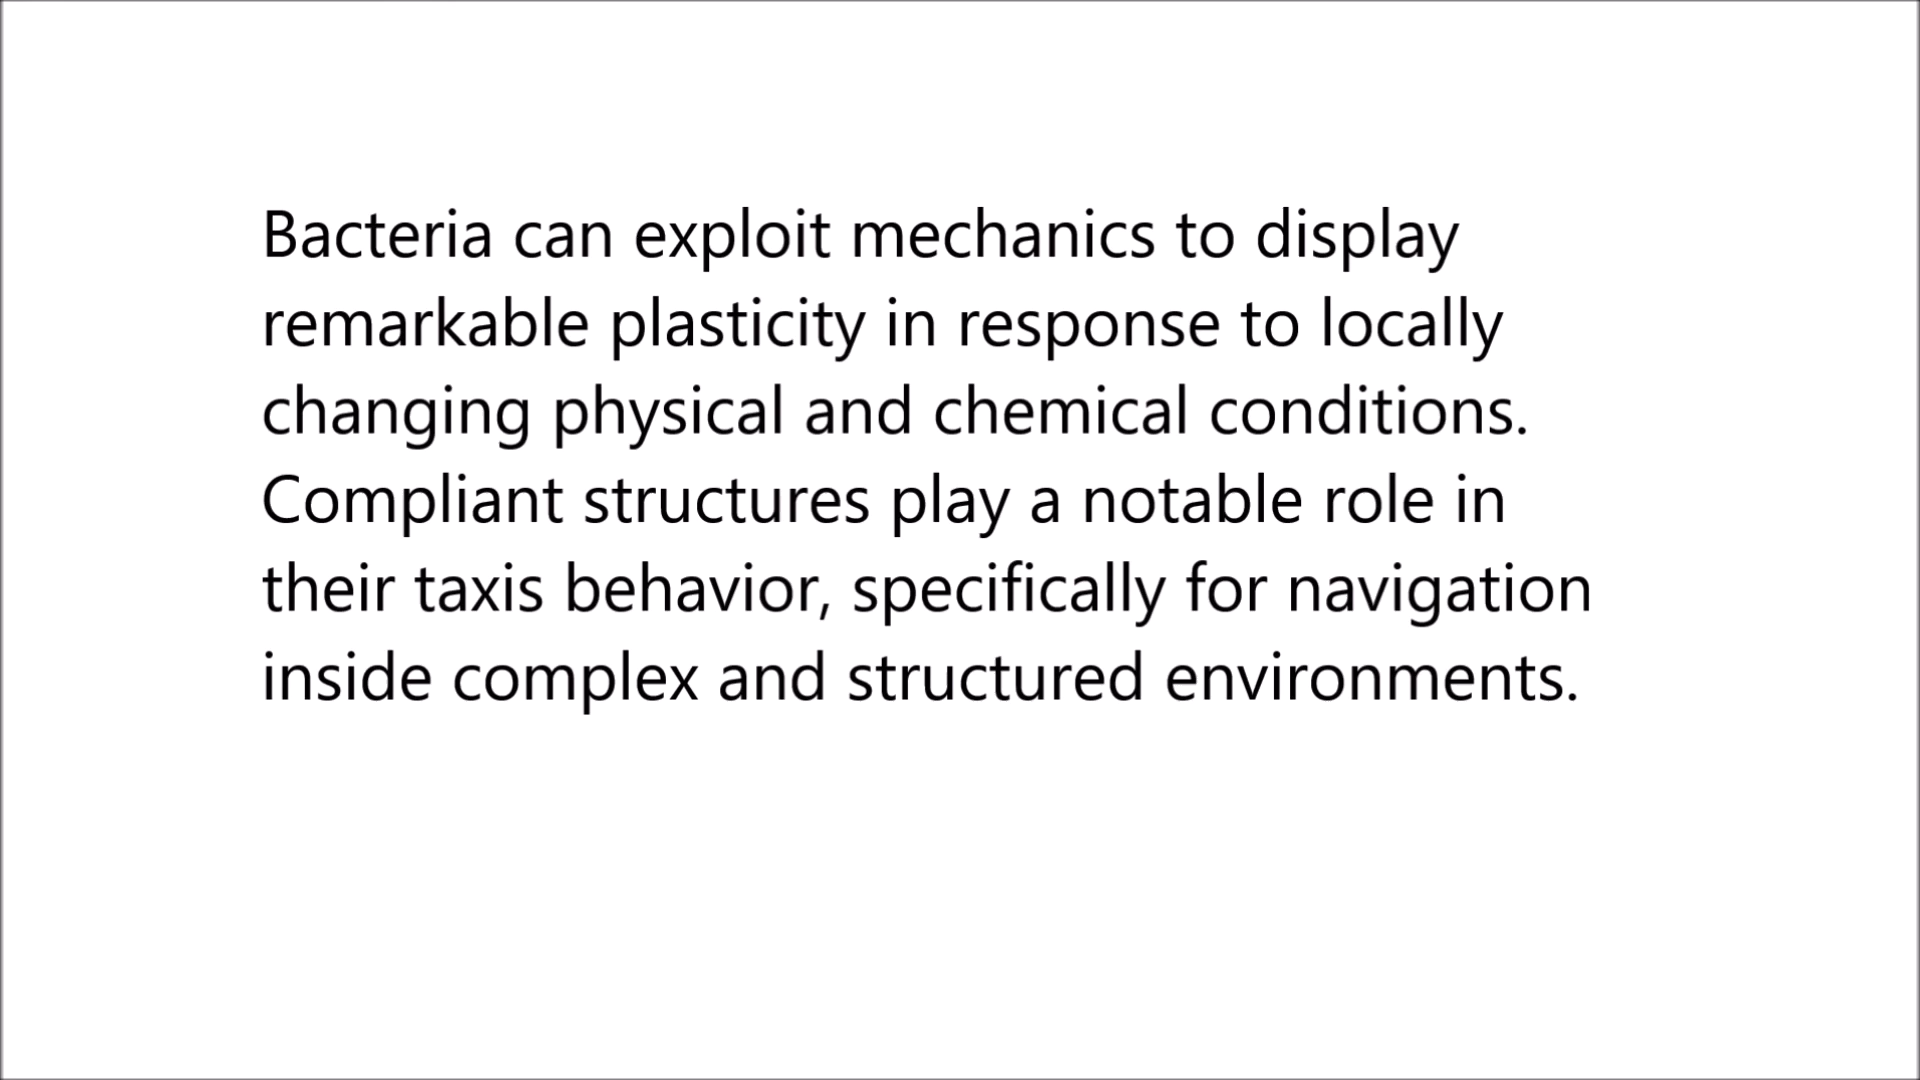 Bacteria can exploit mechanics to display
remarkable plasticity in response to locally
changing physical and chemical conditions.
Compliant structures play a notable role in
their taxis behavior, specifically for navigation
inside complex and structured environments.